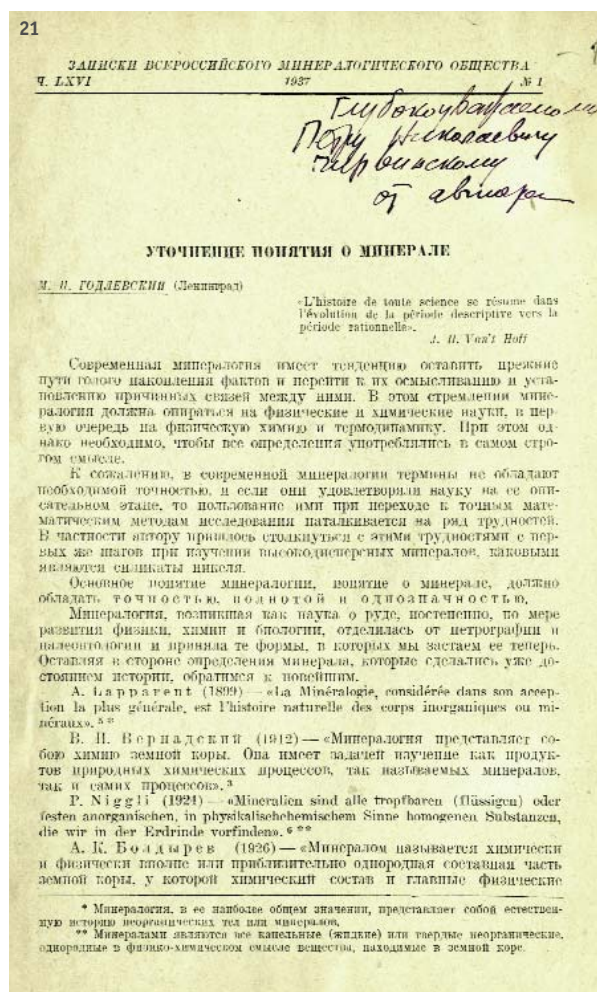 21
ЗАПИСКИ ВСЕРОССИЙСКОГО МИНЕРАЛОГИЧЕСКОГО ОБЩЕСТВА
Ч. LXVI 1937 № 1
Глубокоуважаемому
Петру Николаевичу
Чирвинскому
от автора
УТОЧНЕНИЕ ПОНЯТИЯ О МИНЕРАЛЕ
М. Н. ГОДЛЕВСКИЙ (Ленинград)
«L'histoire de toute science se résume dans
l'évolution de la période descriptive vers la
période rationnelle».
J. H. Van't Hoff
Современная минералогия имеет тенденцию оставить прежние
пути голого накопления фактов и перейти к их осмысливанию и уста-
новлению причинных связей между ними. В этом стремлении мине-
ралогия должна опираться на физические и химические науки, в пер-
вую очередь на физическую химию и термодинамику. При этом од-
нако необходимо, чтобы все определения употреблялись в самом стро-
гом смысле.
К сожалению, в современной минералогии термины не обладают
необходимой точностью, и если они удовлетворяли науку на ее опи-
сательном этапе, то пользование ими при переходе к точным мате-
матическим методам исследования наталкивается на ряд трудностей.
В частности автору пришлось столкнуться с этими трудностями с пер-
вых же шагов при изучении высокодисперсных минералов, каковыми
являются силикаты никеля.
Основное понятие минералогии, понятие о минерале, должно
обладать точностью, полнотой и однозначностью.
Минералогия, возникшая как наука о руде, постепенно, по мере
развития физики, химии и биологии, отделилась от петрографии и
палеонтологии и приняла те формы, в которых мы застаем ее теперь.
Оставляя в стороне определения минерала, которые сделались уже до-
стоянием истории, обратимся к новейшим.
A. Lapparent (1899) — «La Minéralogie, considérée dans son accep-
tion la plus générale, est l'histoire naturelle des corps inorganiques ou mi-
néraux». ⁵ *
В. И. Вернадский (1912) — «Минералогия представляет со-
бою химию земной коры. Она имеет задачей изучение как продук-
тов природных химических процессов, так называемых минералов,
так и самих процессов». ³
P. Niggli (1924) — «Mineralien sind alle tropfbaren (flüssigen) oder
festen anorganischen, in physikalischchemischem Sinne homogenen Substanzen,
die wir in der Erdrinde vorfinden». ⁶ **
А. К. Болдырев (1926) — «Минералом называется химически
и физически вполне или приблизительно однородная составная часть
земной коры, у которой химический состав и главные физические
* Минералогия, в ее наиболее общем значении, представляет собой естествен-
ную историю неорганических тел или минералов.
** Минералами являются все капельные (жидкие) или твердые неорганические,
однородные в физико-химическом смысле вещества, находимые в земной коре.